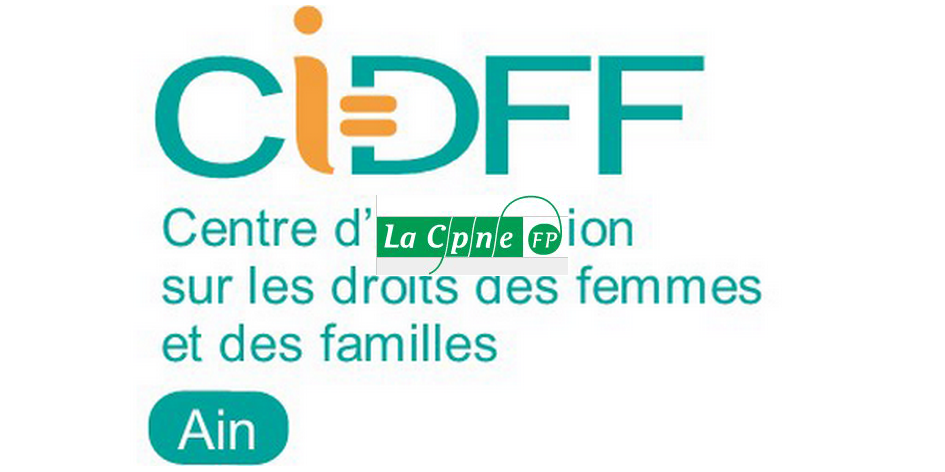 CiDFF
Centre d'
La Cpne FP
ion
sur les droits des femmes
et des familles
Ain